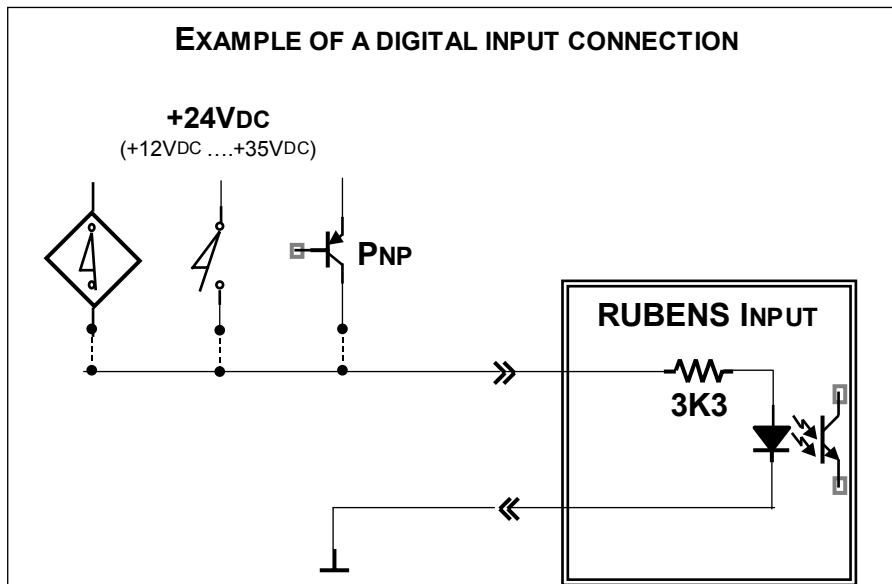 EXAMPLE OF A DIGITAL INPUT CONNECTION
+24VDC
(+12VDC ....+35VDC)
PNP
RUBENS INPUT
3K3